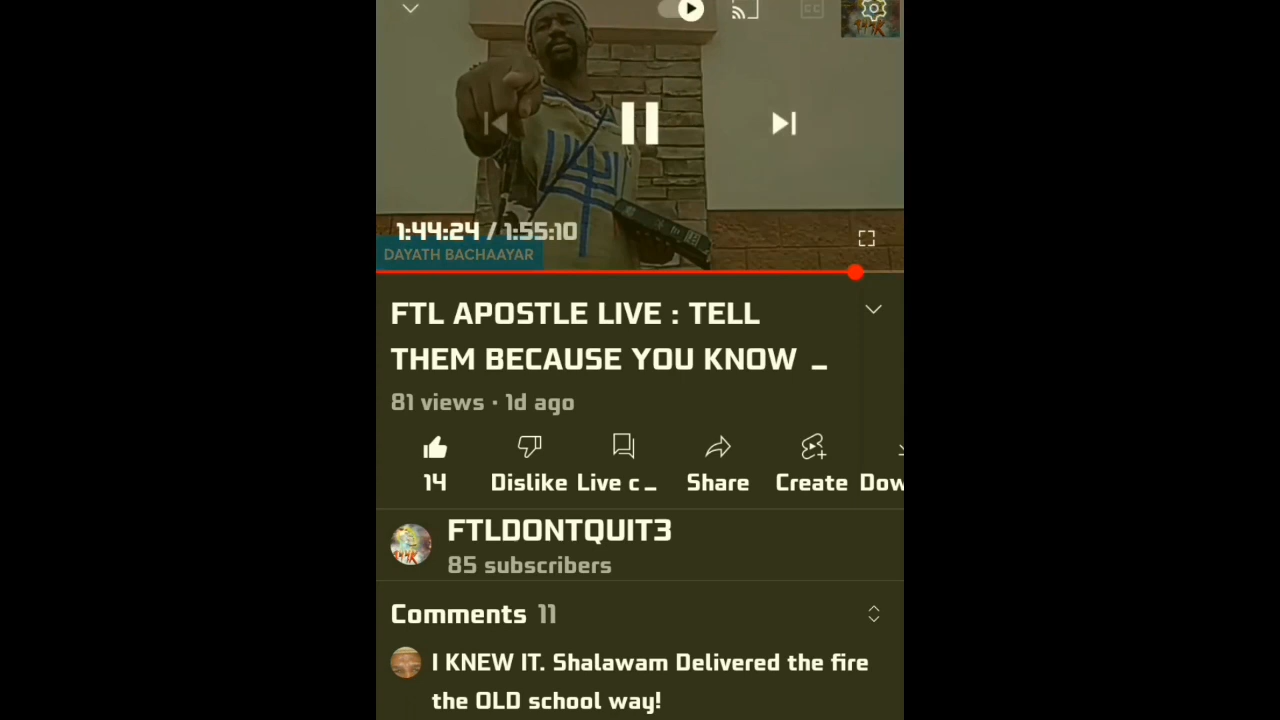 1:44:24 / 1:55:10
DAYATH BACHAAYAR
FTL APOSTLE LIVE : TELL
THEM BECAUSE YOU KNOW ...
81 views · 1d ago
14 Dislike Live c... Share Create Dow
FTLDONTQUIT3
85 subscribers
Comments 11
I KNEW IT. Shalawam Delivered the fire
the OLD school way!